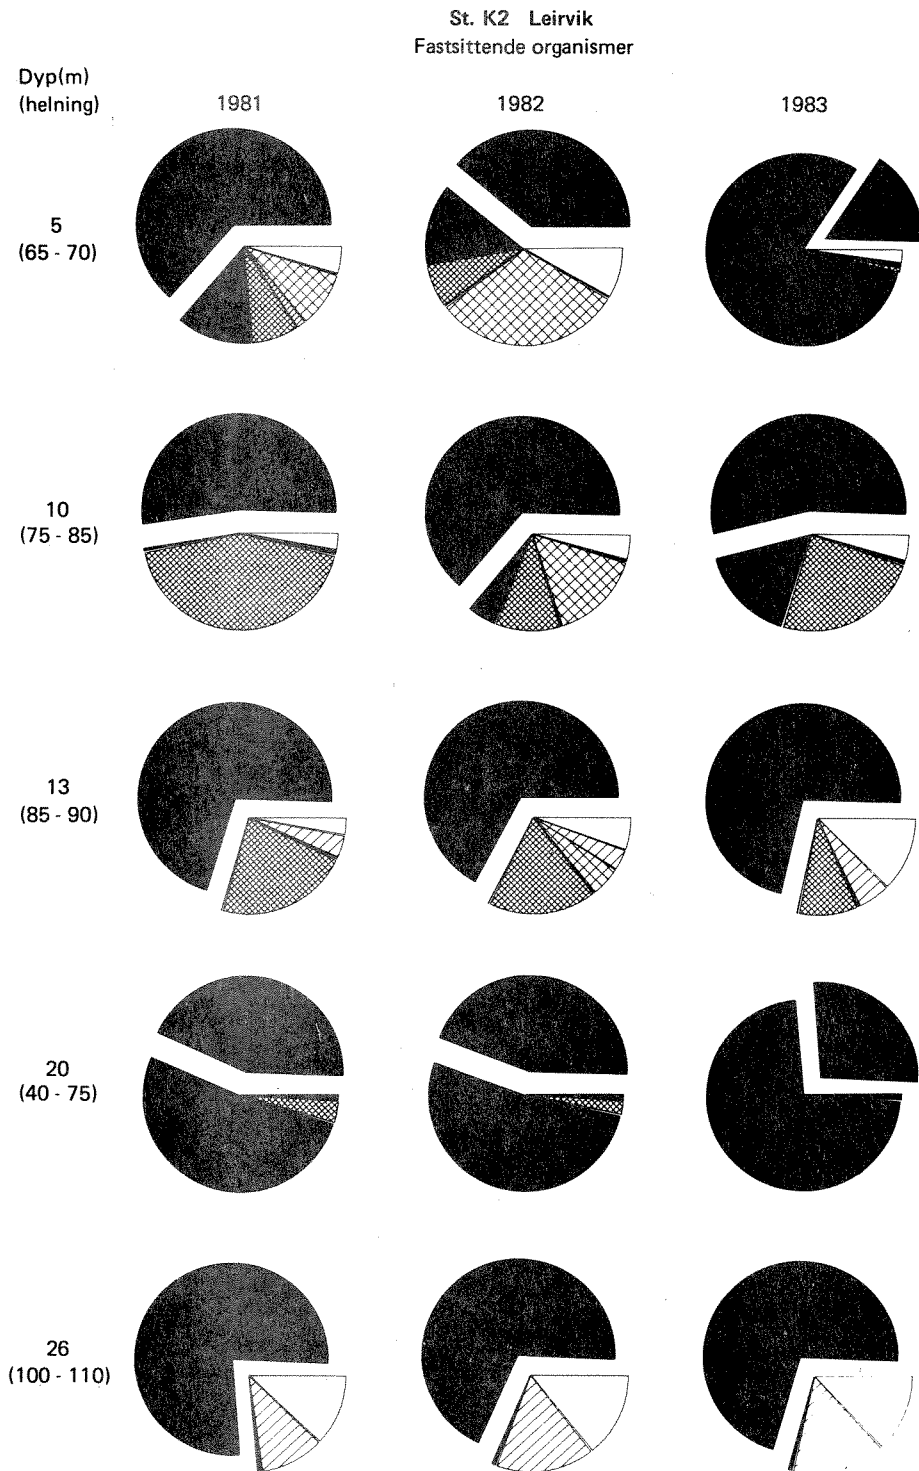 St. K2 Leirvik
Fastsittende organismer
Dyp(m)
(helning)
1981
1982
1983
5
(65 - 70)
10
(75 - 85)
13
(85 - 90)
20
(40 - 75)
26
(100 - 110)